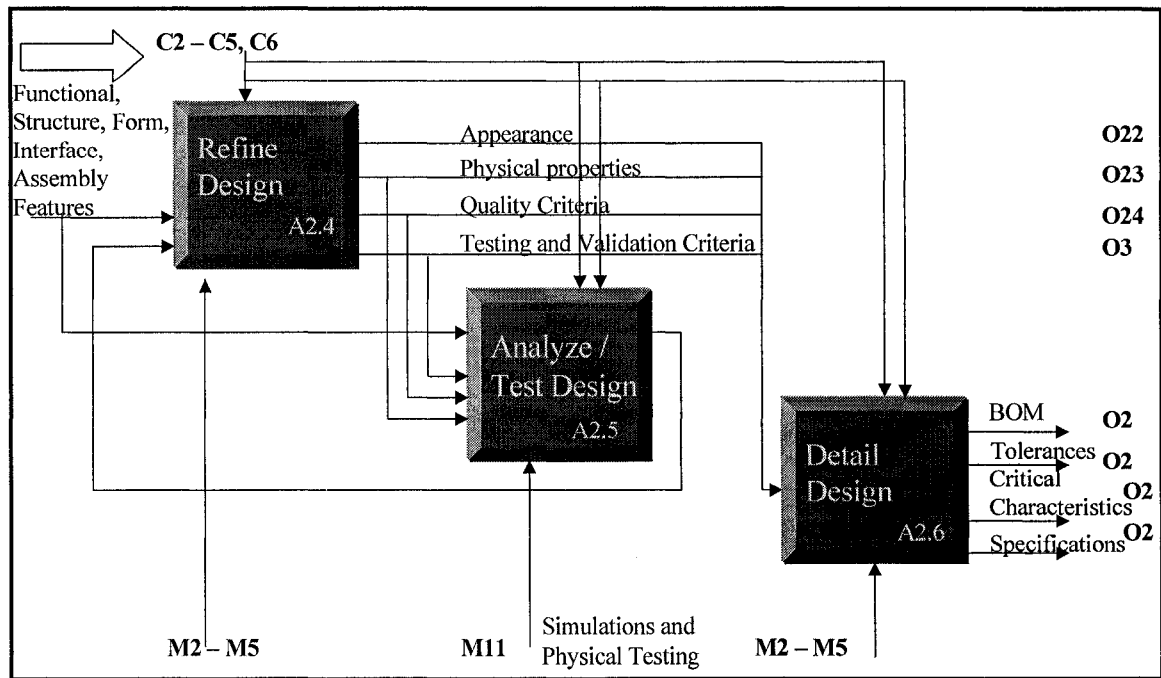 C2 – C5, C6
Functional,
Structure, Form,
Interface,
Assembly
Features
Refine
Design
A2.4
Appearance
O22
Physical properties
O23
Quality Criteria
O24
Testing and Validation Criteria
O3
Analyze /
Test Design
A2.5
Detail
Design
A2.6
BOM
O2
Tolerances
O2
Critical
Characteristics
O2
Specifications
O2
M2 – M5
M11
Simulations and
Physical Testing
M2 – M5